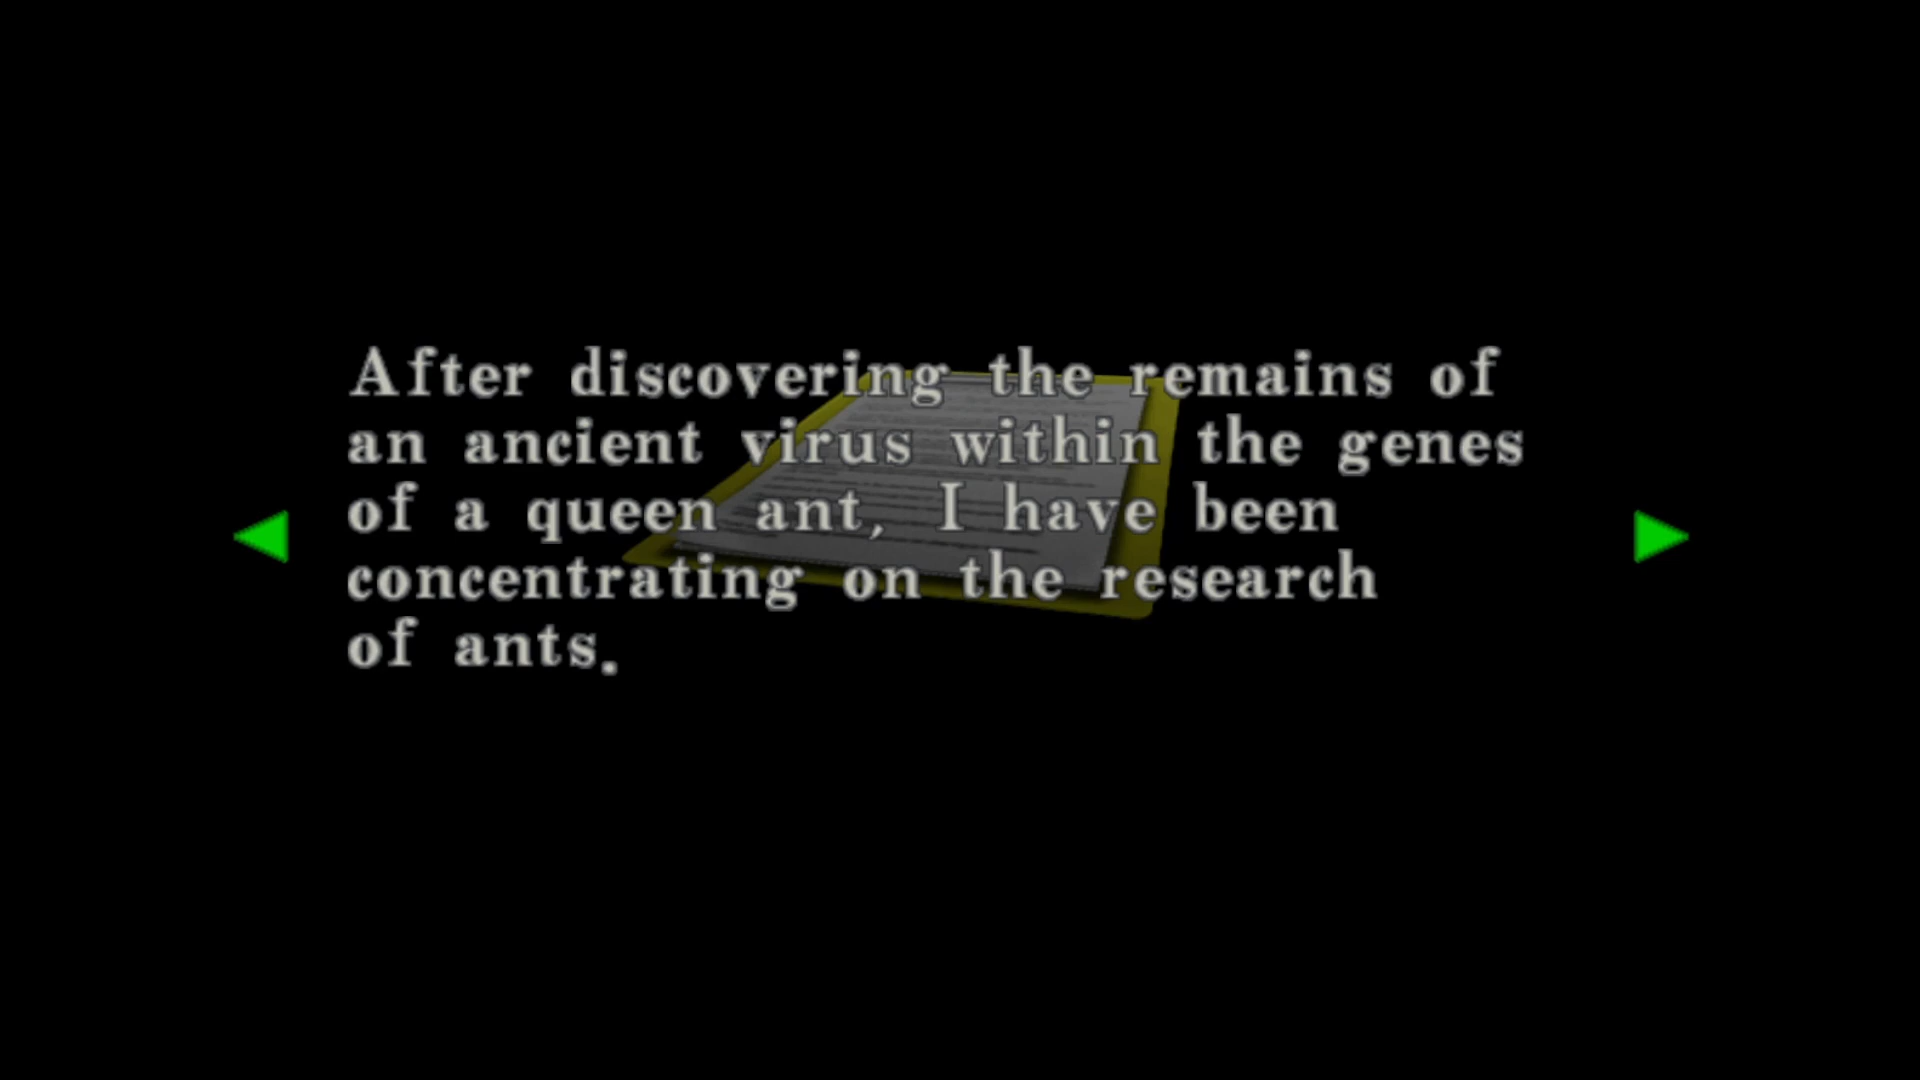 After discovering the remains of
an ancient virus within the genes
of a queen ant, I have been
concentrating on the research
of ants.